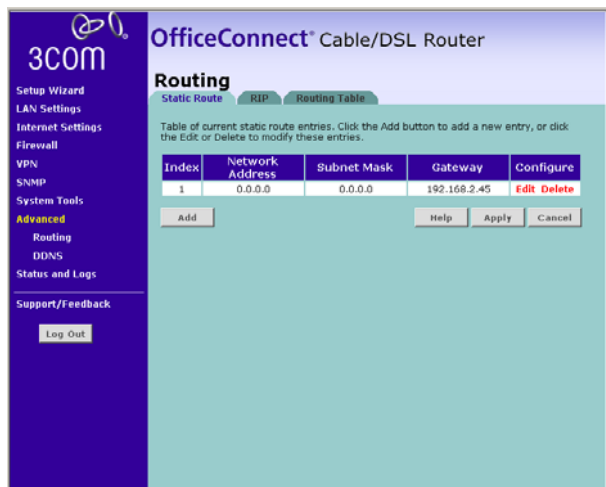 3COM
OfficeConnect® Cable/DSL Router
Setup Wizard
LAN Settings
Internet Settings
Firewall
VPN
SNMP
System Tools
Advanced
Routing
DDNS
Status and Logs
Support/Feedback
Log Out
Routing
Static Route RIP Routing Table
Table of current static route entries. Click the Add button to add a new entry, or click
the Edit or Delete to modify these entries.
Index Network Address Subnet Mask Gateway Configure
1 0.0.0.0 0.0.0.0 192.168.2.45 Edit Delete
Add Help Apply Cancel